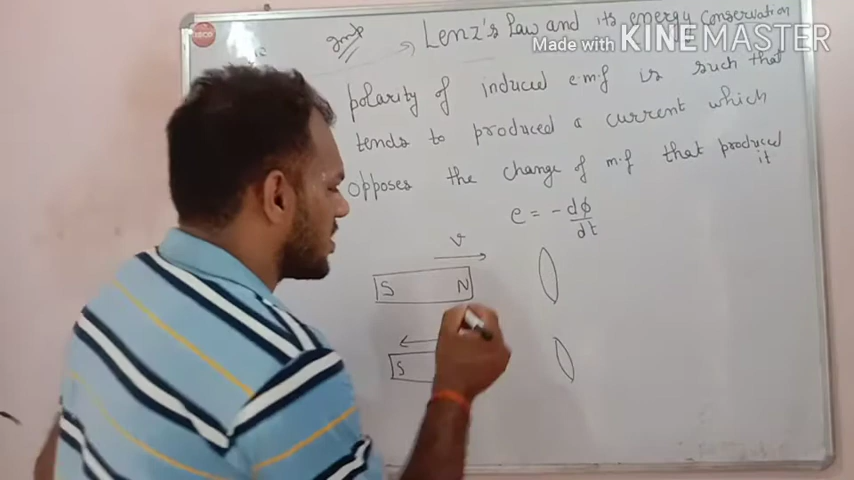 Imp
Lenz's Law and its energy conservation
Made with KINEMASTER
polarity of induced e.m.f is such that
tends to produced a current which
opposes the change of m.f that produced
it
e = - dφ/dt
v
S N
S